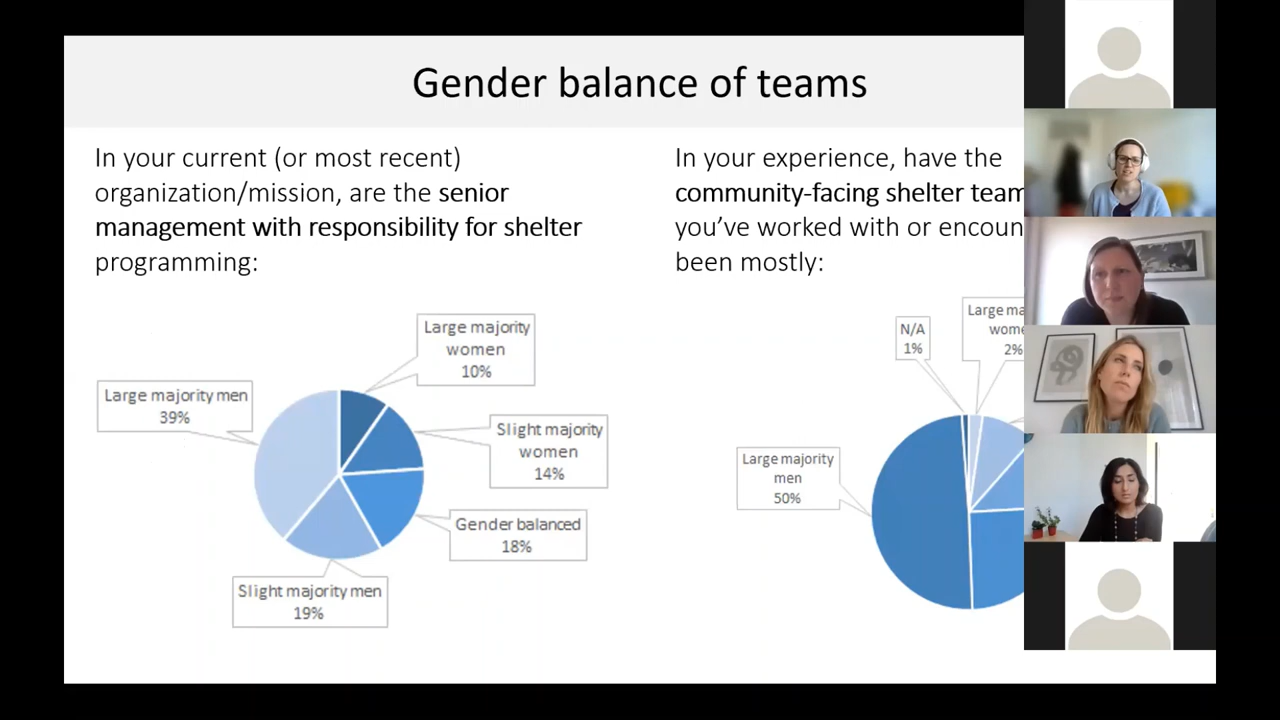 Gender balance of teams
In your current (or most recent)
organization/mission, are the senior
management with responsibility for shelter
programming:
In your experience, have the
community-facing shelter team
you've worked with or encoun
been mostly:
Large majority
women
10%
Large majority men
39%
Slight majority
women
14%
Gender balanced
18%
Slight majority men
19%
N/A
1%
Large ma
wome
2%
Large majority
men
50%